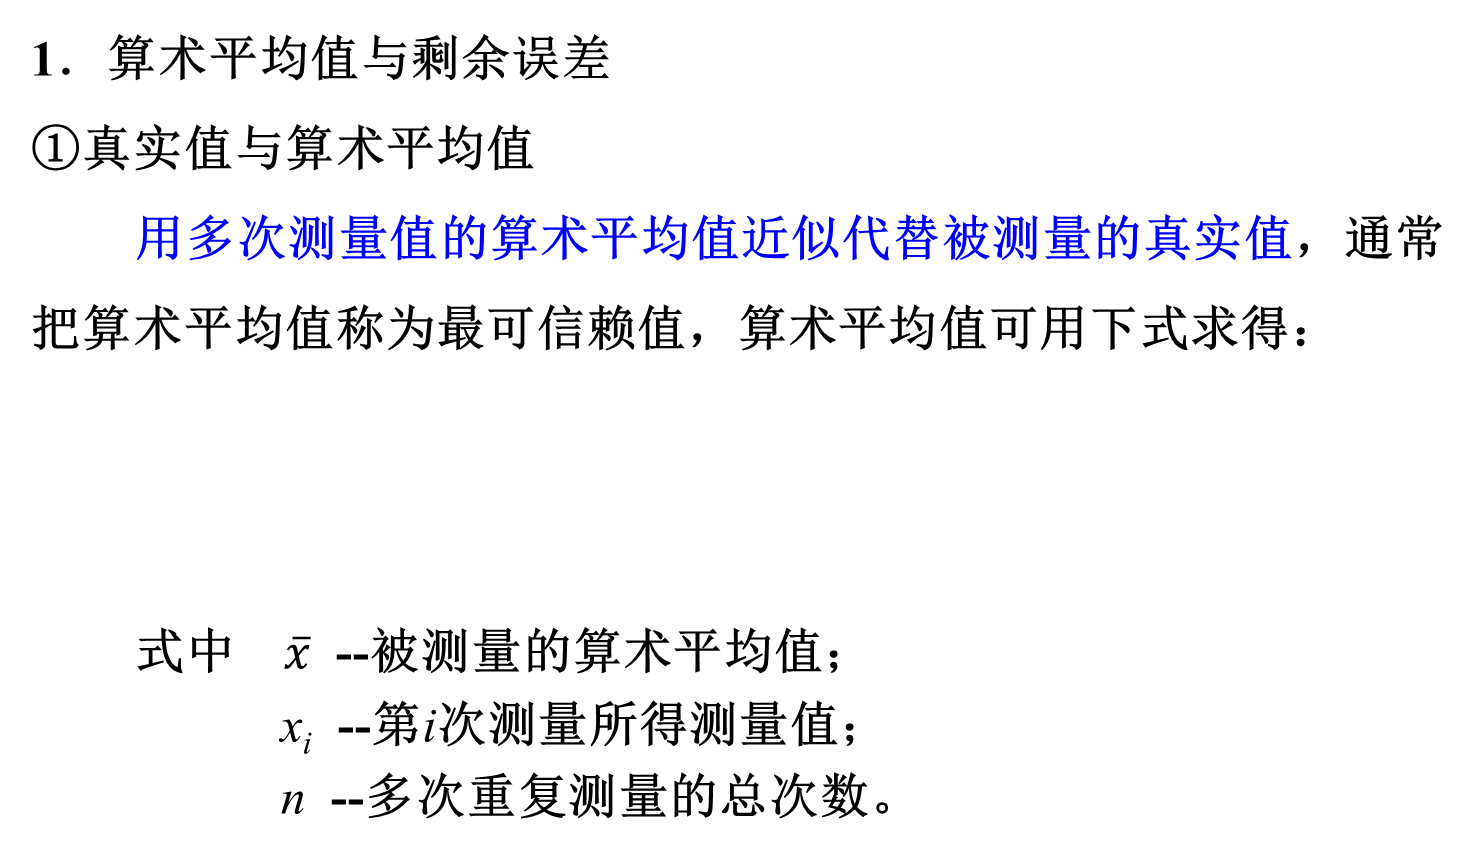 1．算术平均值与剩余误差
①真实值与算术平均值
用多次测量值的算术平均值近似代替被测量的真实值，通常
把算术平均值称为最可信赖值，算术平均值可用下式求得：
式中 x̄ --被测量的算术平均值；
xᵢ --第i次测量所得测量值；
n --多次重复测量的总次数。